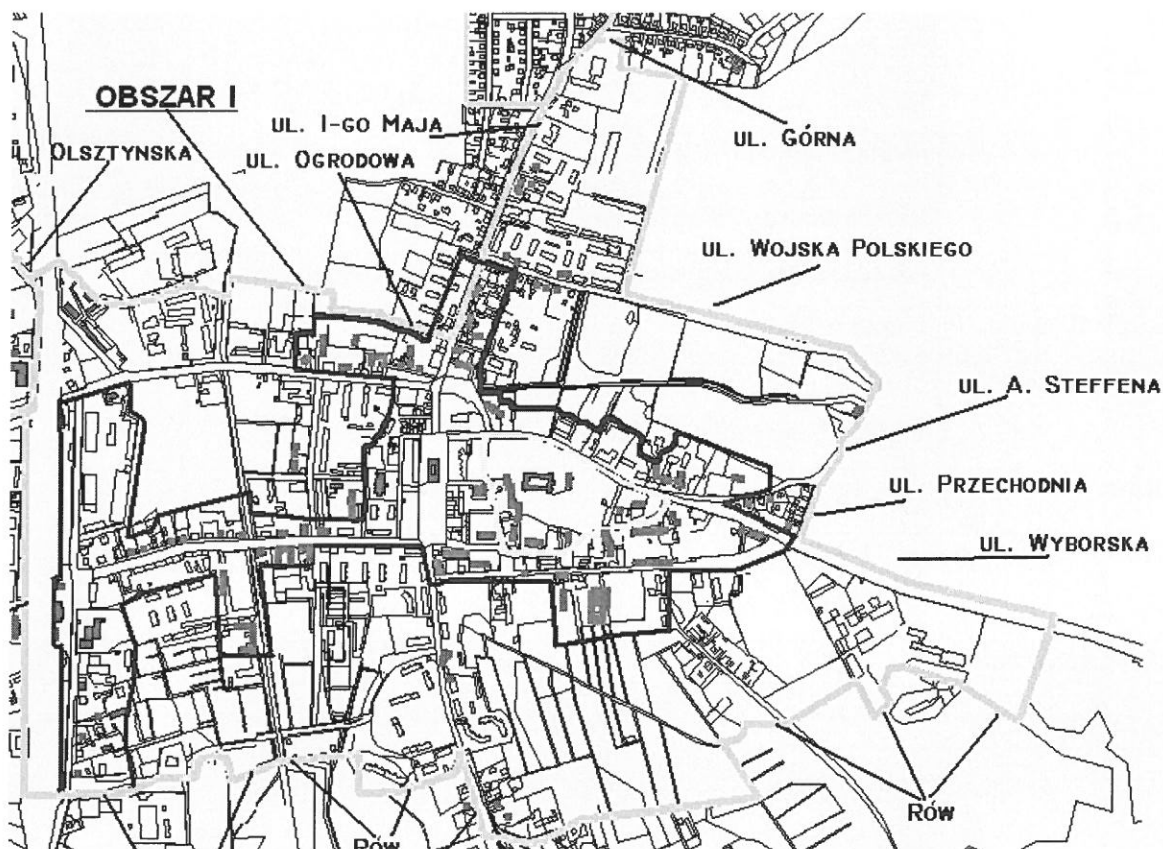 OBSZAR I
UL. I-GO MAJA
UL. GÓRNA
OLSZTYNSKA
UL. OGRODOWA
UL. WOJSKA POLSKIEGO
UL. A. STEFFENA
UL. PRZECHODNIA
UL. WYBORSKA
RÓW
RÓW